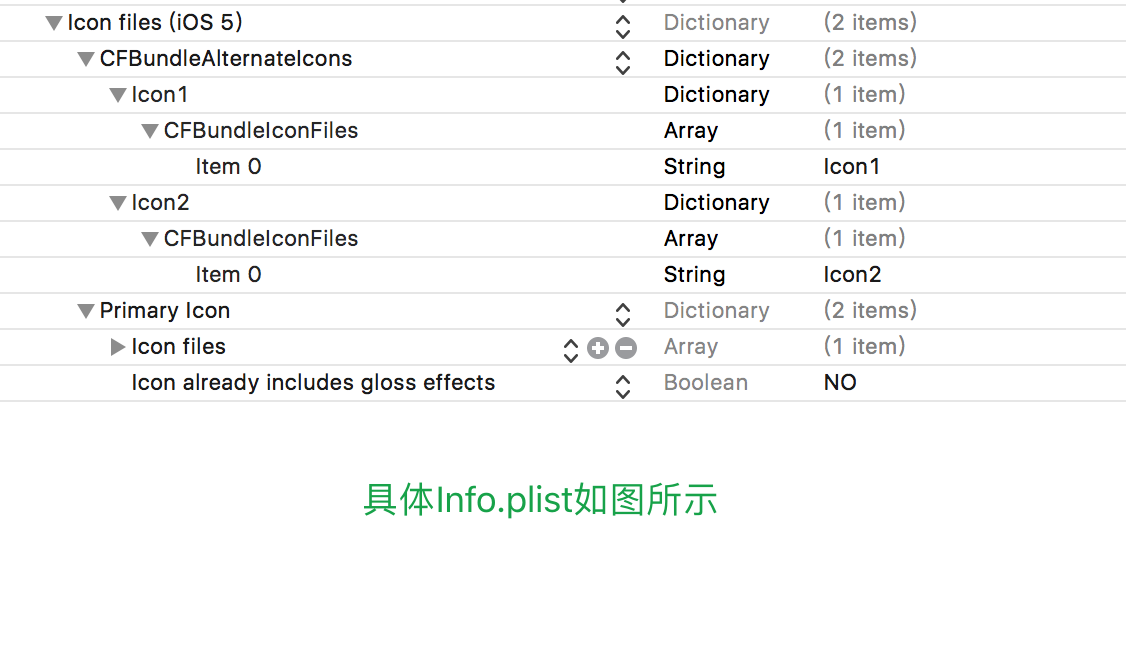 Icon files (iOS 5) Dictionary (2 items)
CFBundleAlternateIcons Dictionary (2 items)
Icon1 Dictionary (1 item)
CFBundleIconFiles Array (1 item)
Item 0 String Icon1
Icon2 Dictionary (1 item)
CFBundleIconFiles Array (1 item)
Item 0 String Icon2
Primary Icon Dictionary (2 items)
Icon files Array (1 item)
Icon already includes gloss effects Boolean NO
具体Info.plist如图所示